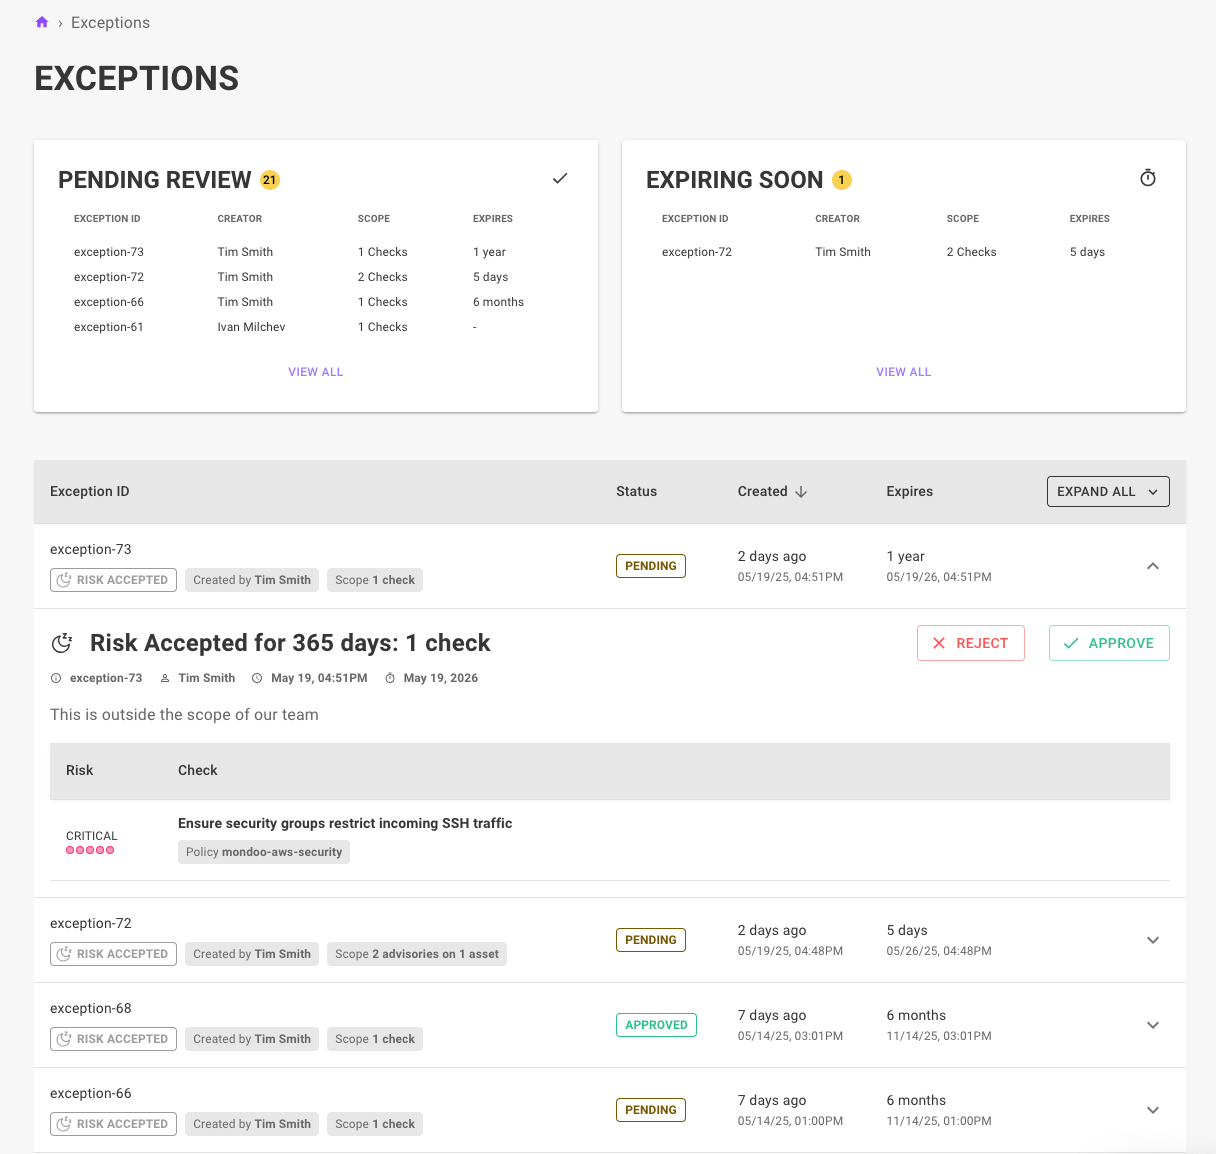 › Exceptions
EXCEPTIONS
PENDING REVIEW 21
EXCEPTION ID CREATOR SCOPE EXPIRES
exception-73 Tim Smith 1 Checks 1 year
exception-72 Tim Smith 2 Checks 5 days
exception-66 Tim Smith 1 Checks 6 months
exception-61 Ivan Milchev 1 Checks -
VIEW ALL
EXPIRING SOON 1
EXCEPTION ID CREATOR SCOPE EXPIRES
exception-72 Tim Smith 2 Checks 5 days
VIEW ALL
Exception ID Status Created Expires EXPAND ALL
exception-73
RISK ACCEPTED Created by Tim Smith Scope 1 check
PENDING
2 days ago
05/19/25, 04:51PM
1 year
05/19/26, 04:51PM
Risk Accepted for 365 days: 1 check
REJECT APPROVE
exception-73 Tim Smith May 19, 04:51PM May 19, 2026
This is outside the scope of our team
Risk Check
CRITICAL
Ensure security groups restrict incoming SSH traffic
Policy mondoo-aws-security
exception-72
RISK ACCEPTED Created by Tim Smith Scope 2 advisories on 1 asset
PENDING
2 days ago
05/19/25, 04:48PM
5 days
05/26/25, 04:48PM
exception-68
RISK ACCEPTED Created by Tim Smith Scope 1 check
APPROVED
7 days ago
05/14/25, 03:01PM
6 months
11/14/25, 03:01PM
exception-66
RISK ACCEPTED Created by Tim Smith Scope 1 check
PENDING
7 days ago
05/14/25, 01:00PM
6 months
11/14/25, 01:00PM